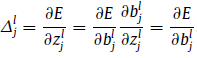 Δ_j^l = ∂E/∂z_j^l = ∂E/∂b_j^l ∂b_j^l/∂z_j^l = ∂E/∂b_j^l